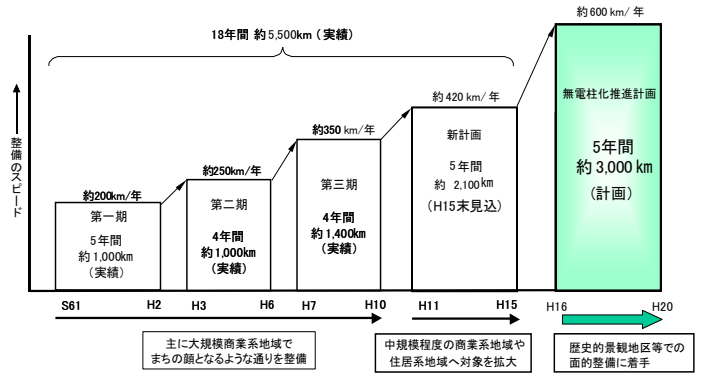 18年間 約5,500km（実績）
約600 km/年
約420 km/年
約350 km/年
約250km/年
約200km/年
整備のスピード
第一期
5年間
約1,000km
（実績）
第二期
4年間
約1,000km
（実績）
第三期
4年間
約1,400km
（実績）
新計画
5年間
約 2,100km
（H15末見込）
無電柱化推進計画
5年間
約3,000 km
（計画）
S61 H2 H3 H6 H7 H10 H11 H15 H16 H20
主に大規模商業系地域で
まちの顔となるような通りを整備
中規模程度の商業系地域や
住居系地域へ対象を拡大
歴史的景観地区等での
面的整備に着手